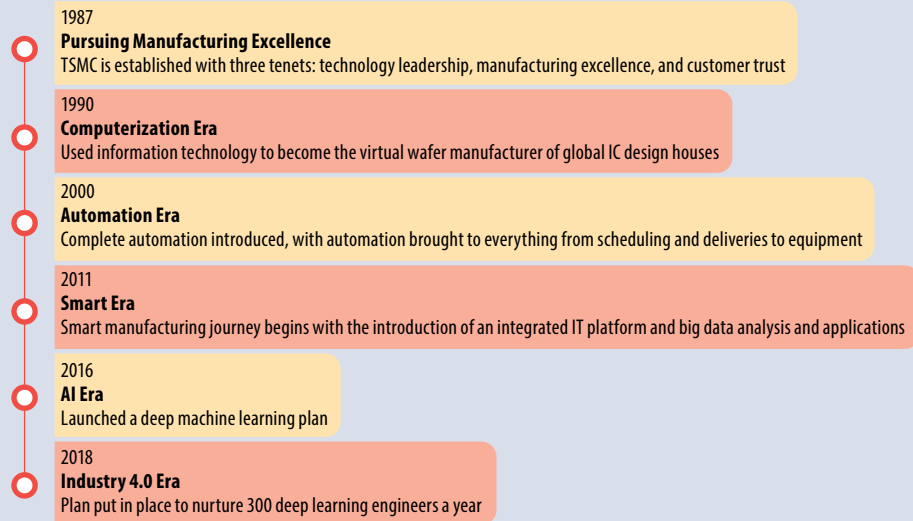 1987
Pursuing Manufacturing Excellence
TSMC is established with three tenets: technology leadership, manufacturing excellence, and customer trust
1990
Computerization Era
Used information technology to become the virtual wafer manufacturer of global IC design houses
2000
Automation Era
Complete automation introduced, with automation brought to everything from scheduling and deliveries to equipment
2011
Smart Era
Smart manufacturing journey begins with the introduction of an integrated IT platform and big data analysis and applications
2016
AI Era
Launched a deep machine learning plan
2018
Industry 4.0 Era
Plan put in place to nurture 300 deep learning engineers a year